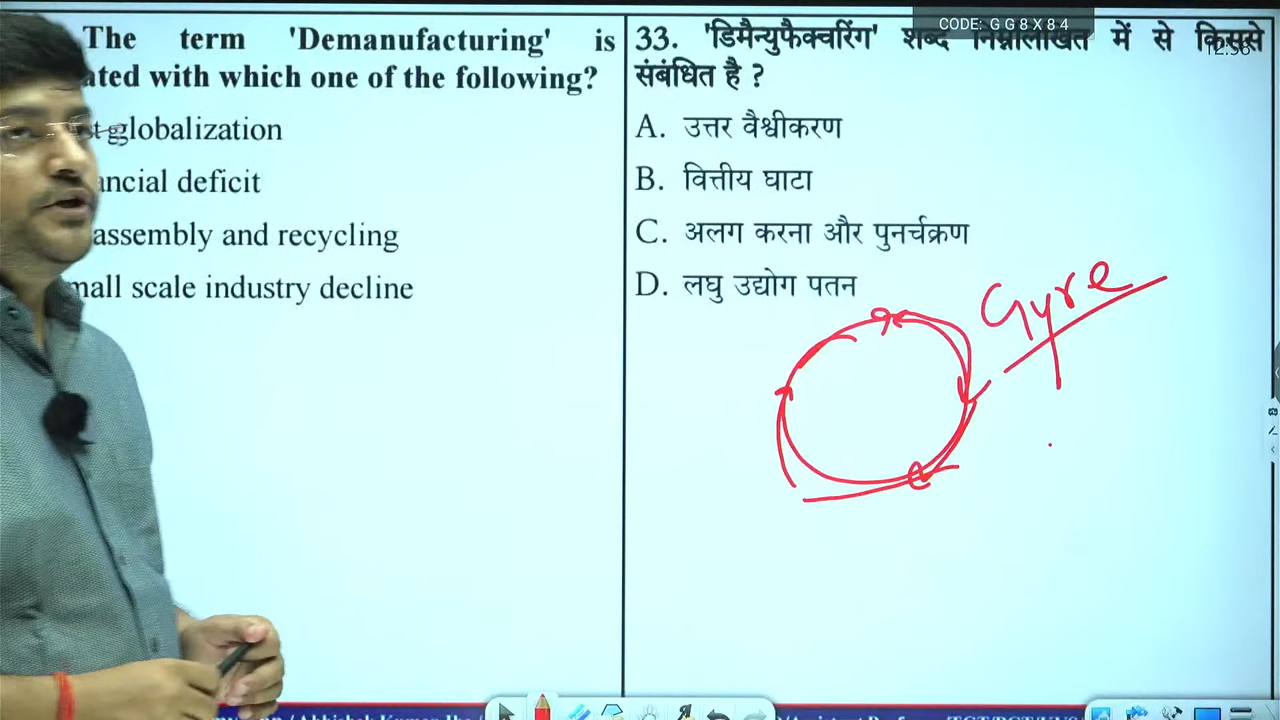 CODE: G G 8 X 8 4
The term 'Demanufacturing' is
ated with which one of the following?
st globalization
ancial deficit
assembly and recycling
mall scale industry decline
33. 'डिमैन्युफैक्चरिंग' शब्द निम्नलिखित में से किससे
संबंधित है ?
A. उत्तर वैश्वीकरण
B. वित्तीय घाटा
C. अलग करना और पुनर्चक्रण
D. लघु उद्योग पतन
Gyre